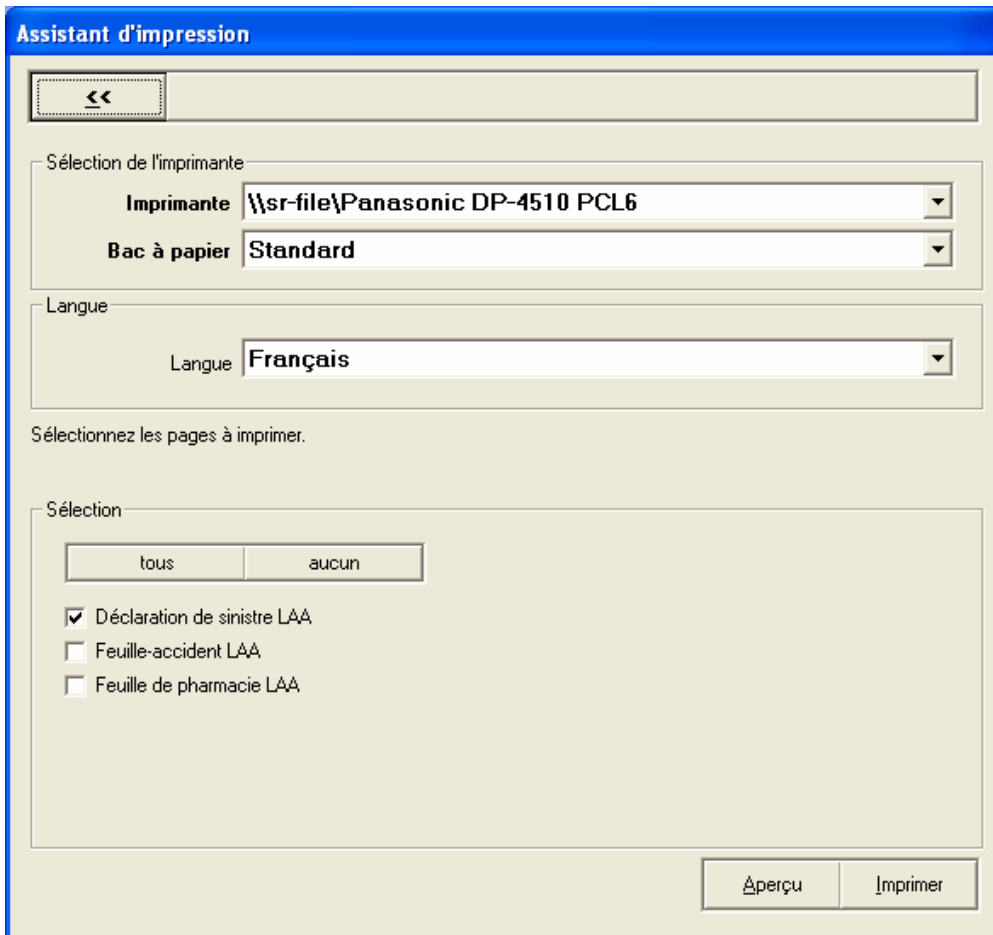 Assistant d'impression
<<
Sélection de l'imprimante
Imprimante \\sr-file\Panasonic DP-4510 PCL6
Bac à papier Standard
Langue
Langue Français
Sélectionnez les pages à imprimer.
Sélection
tous aucun
Déclaration de sinistre LAA
Feuille-accident LAA
Feuille de pharmacie LAA
Aperçu Imprimer